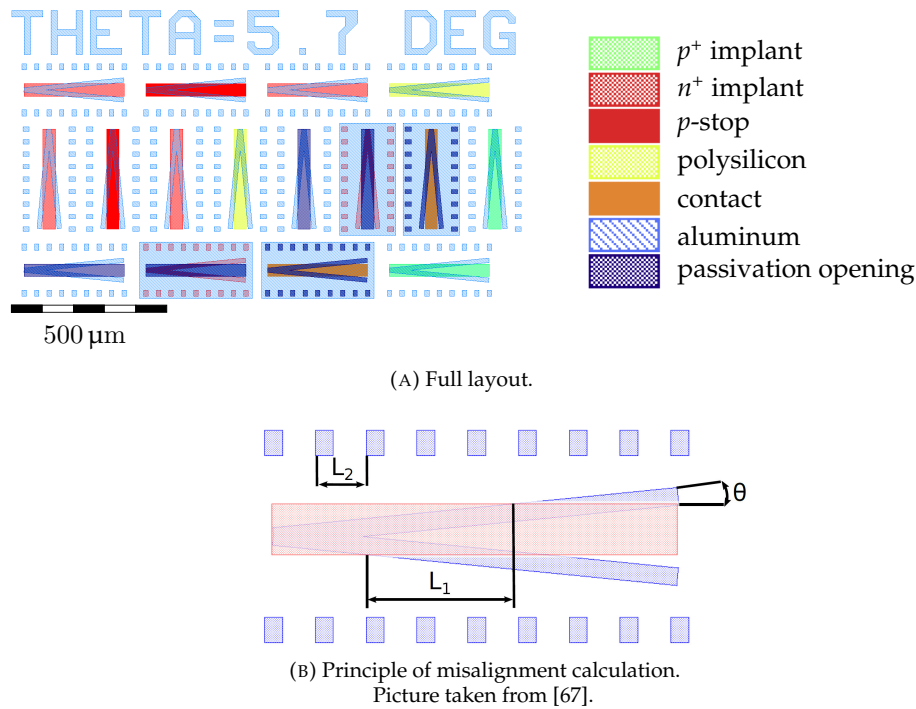 THETA=5.7 DEG
p⁺ implant
n⁺ implant
p-stop
polysilicon
contact
aluminum
passivation opening
500 µm
(A) Full layout.
L₂
θ
L₁
(B) Principle of misalignment calculation.
Picture taken from [67].